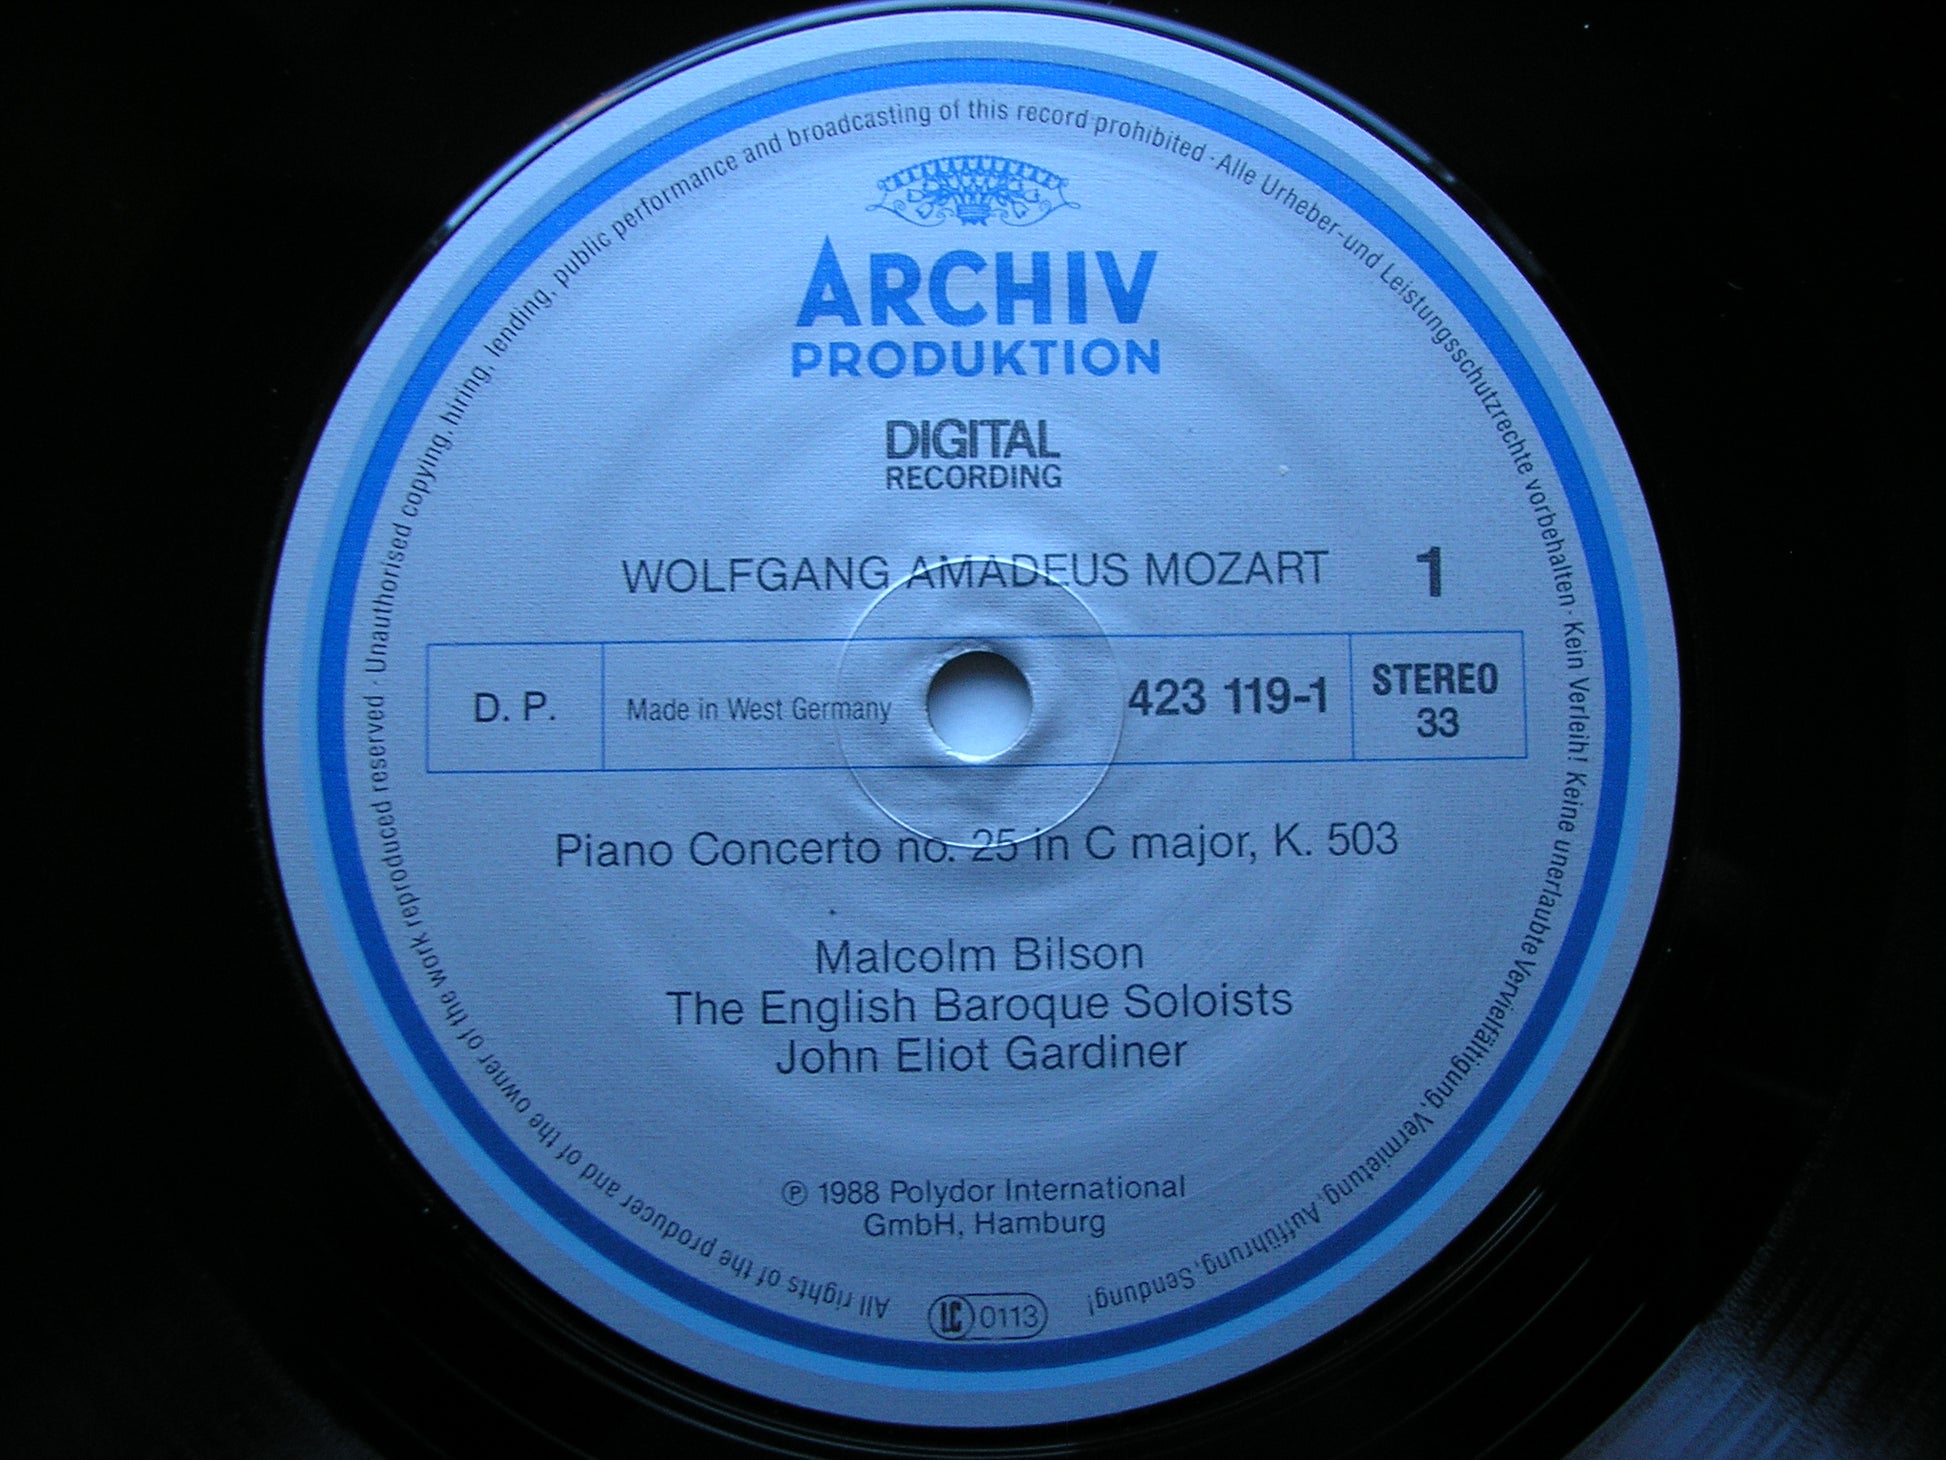 ARCHIV
PRODUKTION
DIGITAL
RECORDING
WOLFGANG AMADEUS MOZART
1
D. P.
Made in West Germany
423 119-1
STEREO
33
Piano Concerto no. 25 in C major, K. 503
Malcolm Bilson
The English Baroque Soloists
John Eliot Gardiner
℗ 1988 Polydor International
GmbH, Hamburg
LC 0113
All rights of the producer and of the owner of the work reproduced reserved · Unauthorised copying, hiring, lending, public performance and broadcasting of this record prohibited · Alle Urheber-und Leistungsschutzrechte vorbehalten · Kein Verleih! Keine unerlaubte Vervielfältigung, Vermietung, Aufführung, Sendung!